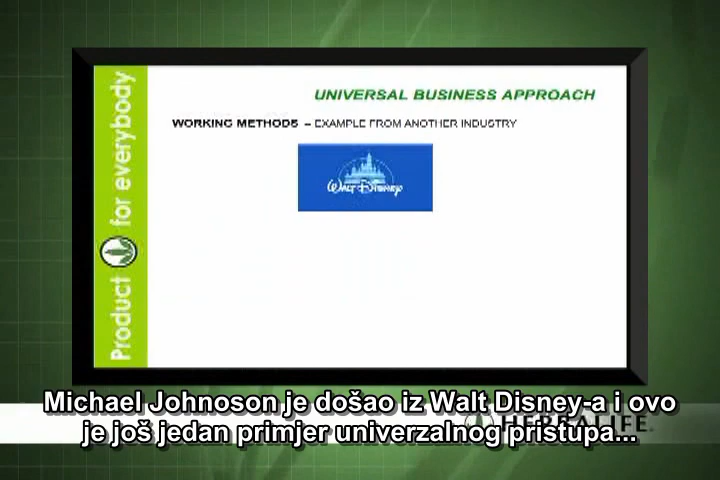 UNIVERSAL BUSINESS APPROACH
WORKING METHODS – EXAMPLE FROM ANOTHER INDUSTRY
WALT DISNEY
Product for everybody
HERBALIFE.
Michael Johnoson je došao iz Walt Disney-a i ovo
je još jedan primjer univerzalnog pristupa...